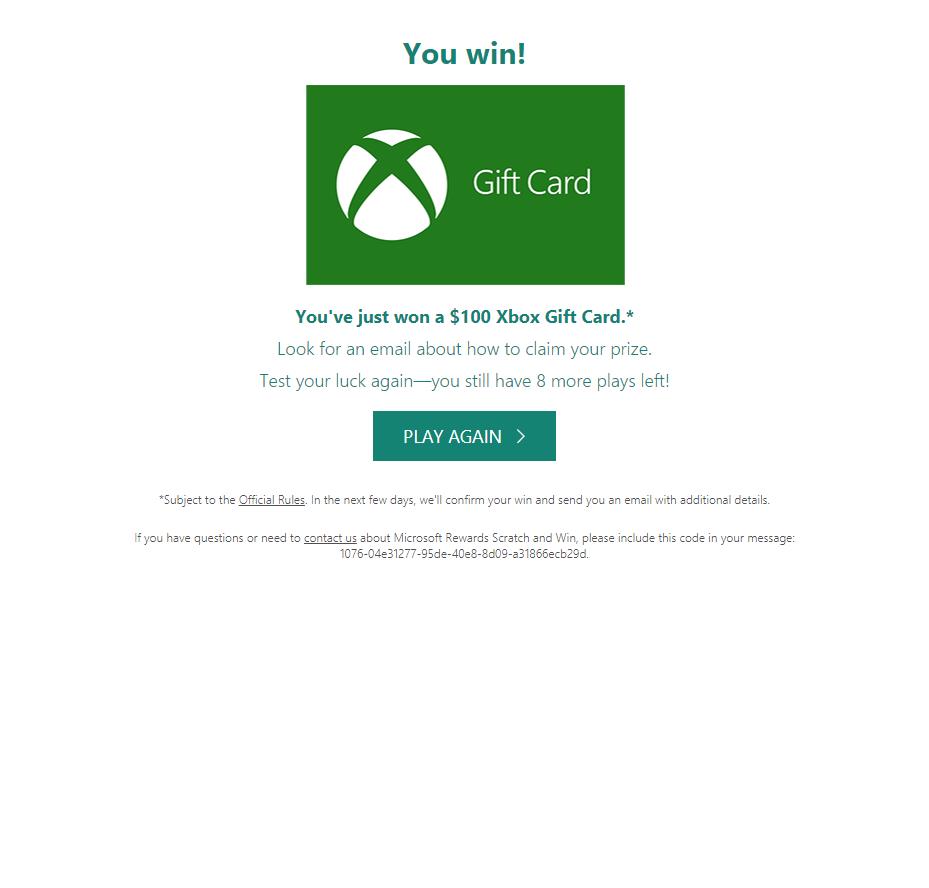 You win!
Gift Card
You've just won a $100 Xbox Gift Card.*
Look for an email about how to claim your prize.
Test your luck again—you still have 8 more plays left!
PLAY AGAIN
*Subject to the Official Rules. In the next few days, we'll confirm your win and send you an email with additional details.
If you have questions or need to contact us about Microsoft Rewards Scratch and Win, please include this code in your message:
1076-04e31277-95de-40e8-8d09-a31866ecb29d.